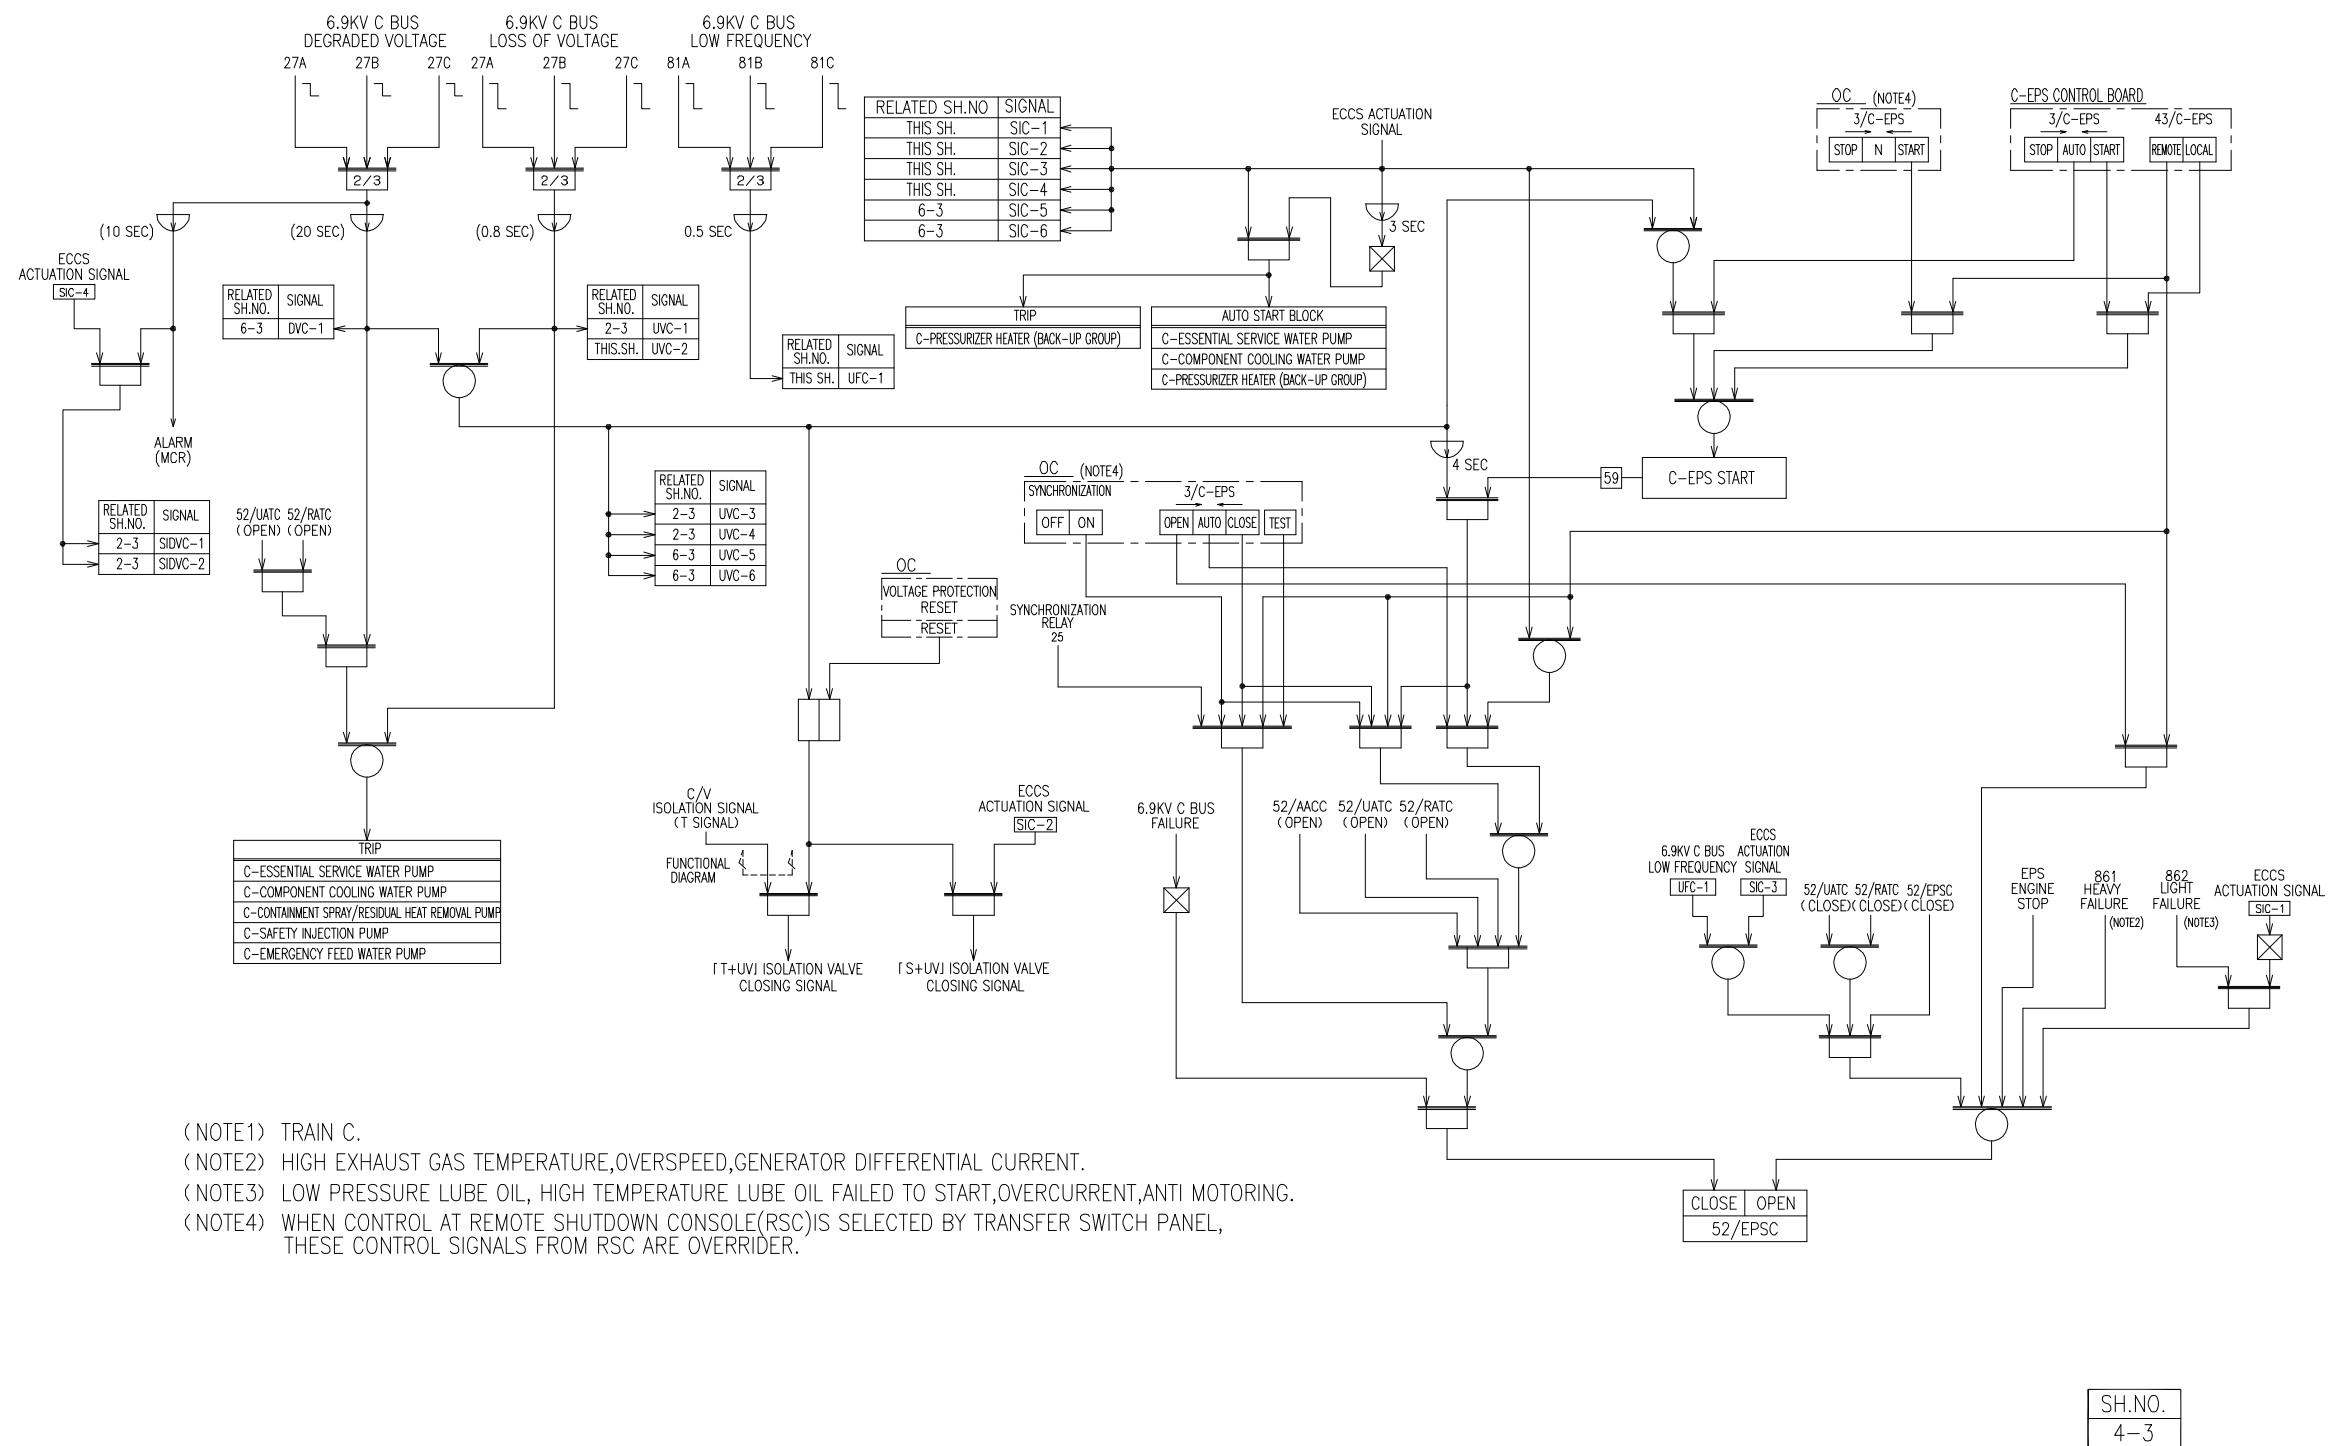 6.9KV C BUS
DEGRADED VOLTAGE
27A 27B 27C
6.9KV C BUS
LOSS OF VOLTAGE
27A 27B 27C
6.9KV C BUS
LOW FREQUENCY
81A 81B 81C
2/3
2/3
2/3
(10 SEC)
(20 SEC)
(0.8 SEC)
0.5 SEC
RELATED SH.NO SIGNAL
THIS SH. SIC-1
THIS SH. SIC-2
THIS SH. SIC-3
THIS SH. SIC-4
6-3 SIC-5
6-3 SIC-6
ECCS ACTUATION
SIGNAL
3 SEC
OC (NOTE4)
3/C-EPS
STOP N START
C-EPS CONTROL BOARD
3/C-EPS 43/C-EPS
STOP AUTO START REMOTE LOCAL
ECCS
ACTUATION SIGNAL
SIC-4
RELATED
SH.NO. SIGNAL
6-3 DVC-1
RELATED
SH.NO. SIGNAL
2-3 UVC-1
THIS.SH. UVC-2
RELATED
SH.NO. SIGNAL
THIS SH. UFC-1
TRIP
C-PRESSURIZER HEATER (BACK-UP GROUP)
AUTO START BLOCK
C-ESSENTIAL SERVICE WATER PUMP
C-COMPONENT COOLING WATER PUMP
C-PRESSURIZER HEATER (BACK-UP GROUP)
ALARM
(MCR)
4 SEC
59
C-EPS START
RELATED
SH.NO. SIGNAL
2-3 SIDVC-1
2-3 SIDVC-2
52/UATC 52/RATC
(OPEN) (OPEN)
RELATED
SH.NO. SIGNAL
2-3 UVC-3
2-3 UVC-4
6-3 UVC-5
6-3 UVC-6
OC (NOTE4)
SYNCHRONIZATION
OFF ON
3/C-EPS
OPEN AUTO CLOSE TEST
OC
VOLTAGE PROTECTION
RESET
RESET
SYNCHRONIZATION
RELAY
25
C/V
ISOLATION SIGNAL
(T SIGNAL)
FUNCTIONAL
DIAGRAM
ECCS
ACTUATION SIGNAL
SIC-2
6.9KV C BUS
FAILURE
52/AACC 52/UATC 52/RATC
(OPEN) (OPEN) (OPEN)
TRIP
C-ESSENTIAL SERVICE WATER PUMP
C-COMPONENT COOLING WATER PUMP
C-CONTAINMENT SPRAY/RESIDUAL HEAT REMOVAL PUMP
C-SAFETY INJECTION PUMP
C-EMERGENCY FEED WATER PUMP
「T+UV」 ISOLATION VALVE
CLOSING SIGNAL
「S+UV」 ISOLATION VALVE
CLOSING SIGNAL
6.9KV C BUS
LOW FREQUENCY
UFC-1
ECCS
ACTUATION
SIGNAL
SIC-3
52/UATC 52/RATC 52/EPSC
(CLOSE) (CLOSE) (CLOSE)
EPS
ENGINE
STOP
861
HEAVY
FAILURE
(NOTE2)
862
LIGHT
FAILURE
(NOTE3)
ECCS
ACTUATION SIGNAL
SIC-1
CLOSE OPEN
52/EPSC
(NOTE1) TRAIN C.
(NOTE2) HIGH EXHAUST GAS TEMPERATURE,OVERSPEED,GENERATOR DIFFERENTIAL CURRENT.
(NOTE3) LOW PRESSURE LUBE OIL, HIGH TEMPERATURE LUBE OIL FAILED TO START,OVERCURRENT,ANTI MOTORING.
(NOTE4) WHEN CONTROL AT REMOTE SHUTDOWN CONSOLE(RSC)IS SELECTED BY TRANSFER SWITCH PANEL,
THESE CONTROL SIGNALS FROM RSC ARE OVERRIDER.
SH.NO.
4-3